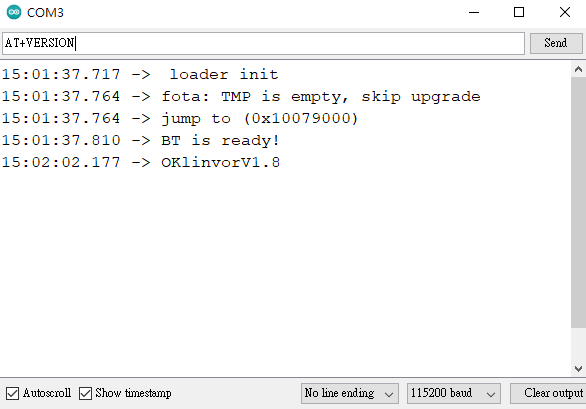 COM3
AT+VERSION
Send
15:01:37.717 ->  loader init
15:01:37.764 -> fota: TMP is empty, skip upgrade
15:01:37.764 -> jump to (0x10079000)
15:01:37.810 -> BT is ready!
15:02:02.177 -> OKlinvorV1.8
Autoscroll
Show timestamp
No line ending
115200 baud
Clear output